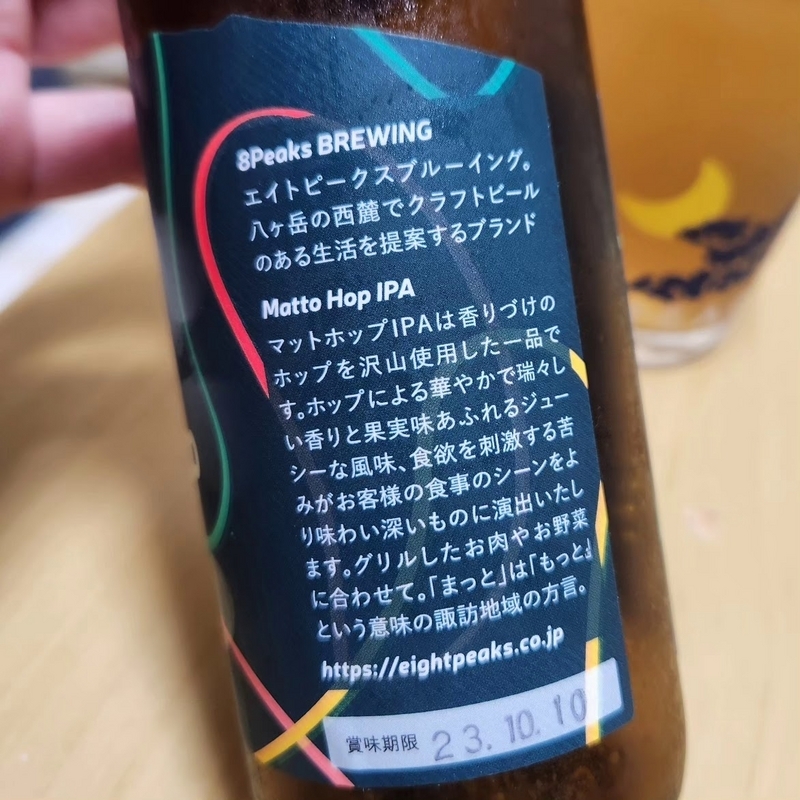 8Peaks BREWING
エイトピークスブルーイング。
八ヶ岳の西麓でクラフトビール
のある生活を提案するブランド
Matto Hop IPA
マットホップIPAは香りづけの
ホップを沢山使用した一品で
す。ホップによる華やかで瑞々し
い香りと果実味あふれるジュー
シーな風味、食欲を刺激する苦
みがお客様の食事のシーンをよ
り味わい深いものに演出いたし
ます。グリルしたお肉やお野菜
に合わせて。「まっと」は「もっと』
という意味の諏訪地域の方言。
https://eightpeaks.co.jp
賞味期限 23.10.10